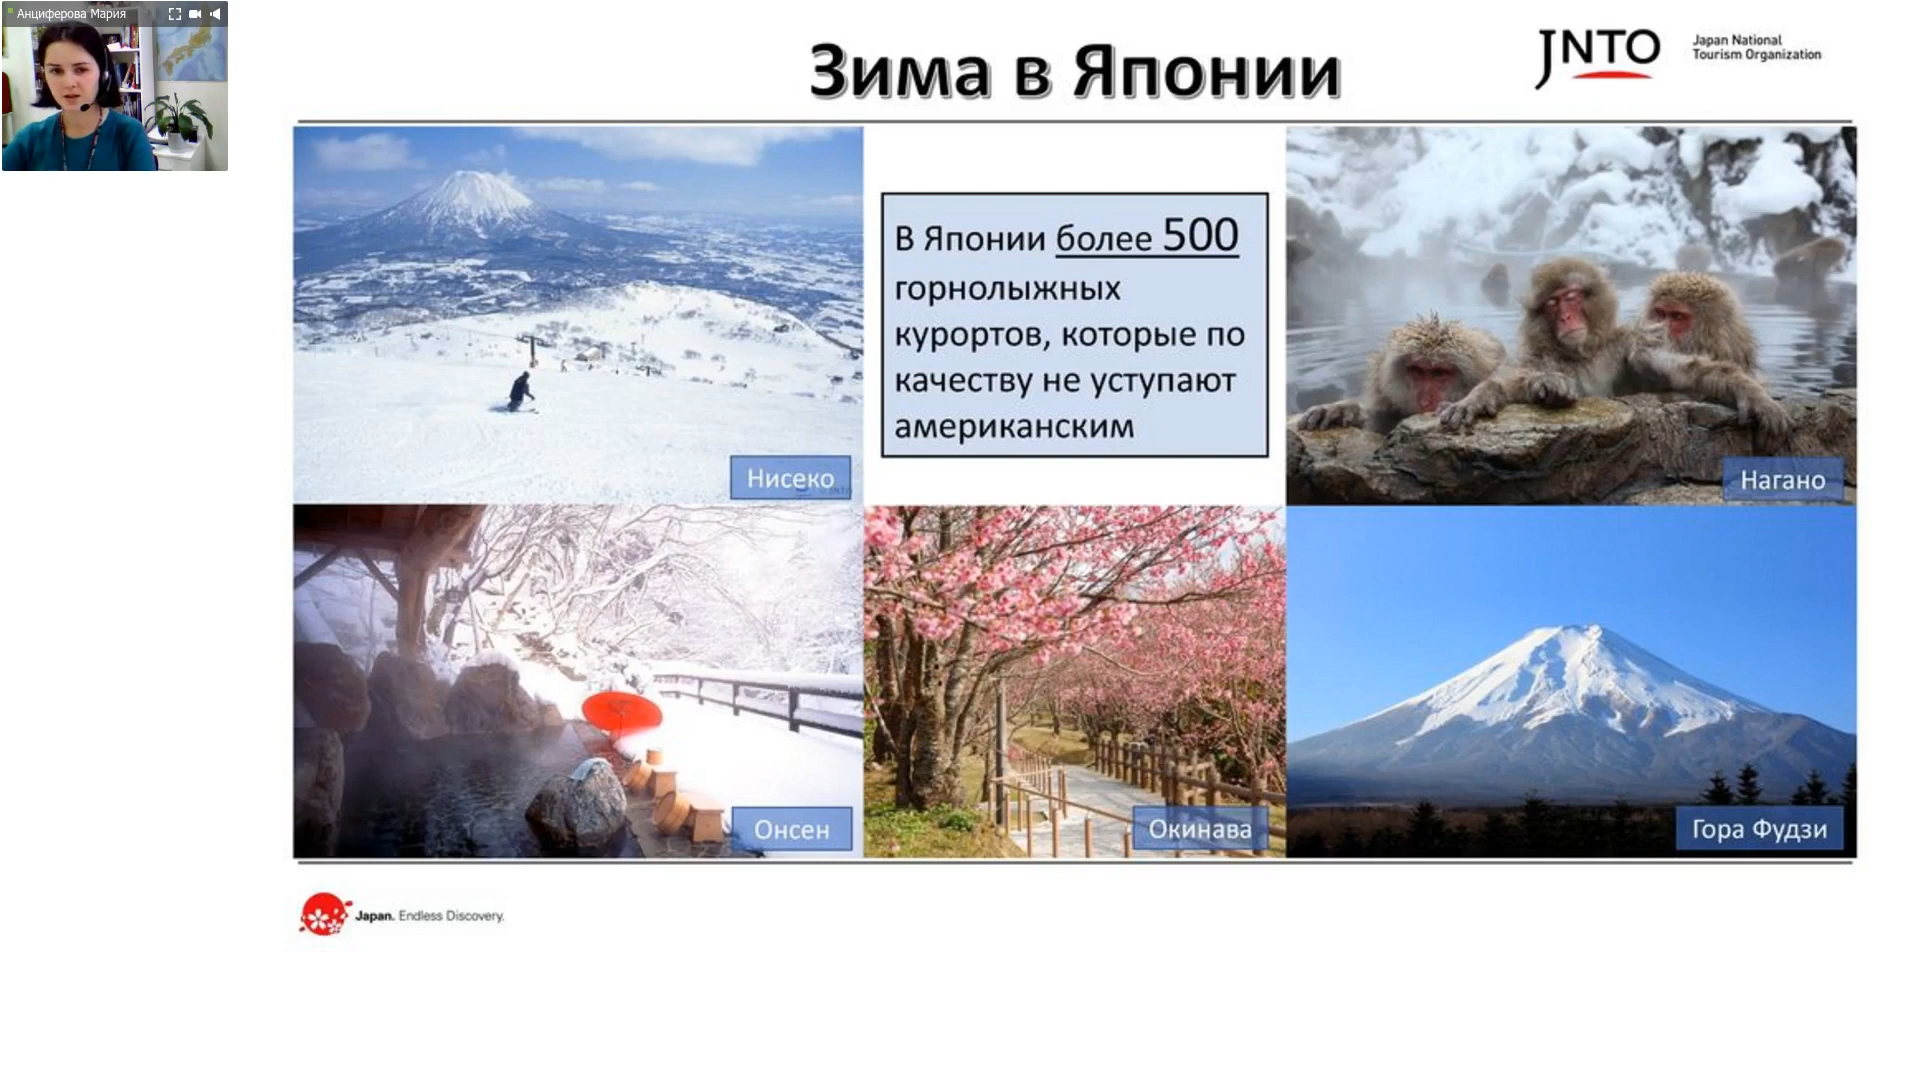 Анциферова Мария
Зима в Японии
JNTO
Japan National
Tourism Organization
В Японии более 500
горнолыжных
курортов, которые по
качеству не уступают
американским
Нисеко
Нагано
Онсен
Окинава
Гора Фудзи
Japan. Endless Discovery.